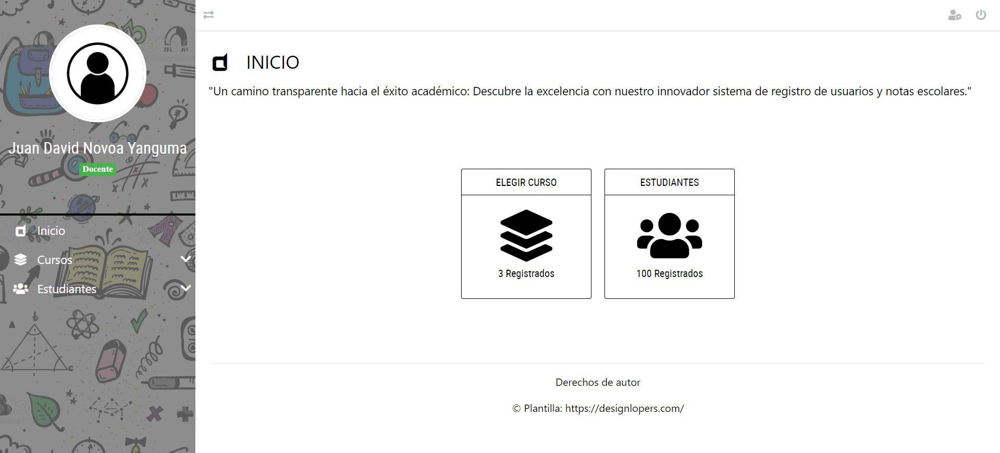 Juan David Novoa Yanguma
Docente
Inicio
Cursos
Estudiantes
INICIO
"Un camino transparente hacia el éxito académico: Descubre la excelencia con nuestro innovador sistema de registro de usuarios y notas escolares."
ELEGIR CURSO
3 Registrados
ESTUDIANTES
100 Registrados
Derechos de autor
© Plantilla: https://designlopers.com/
b
c